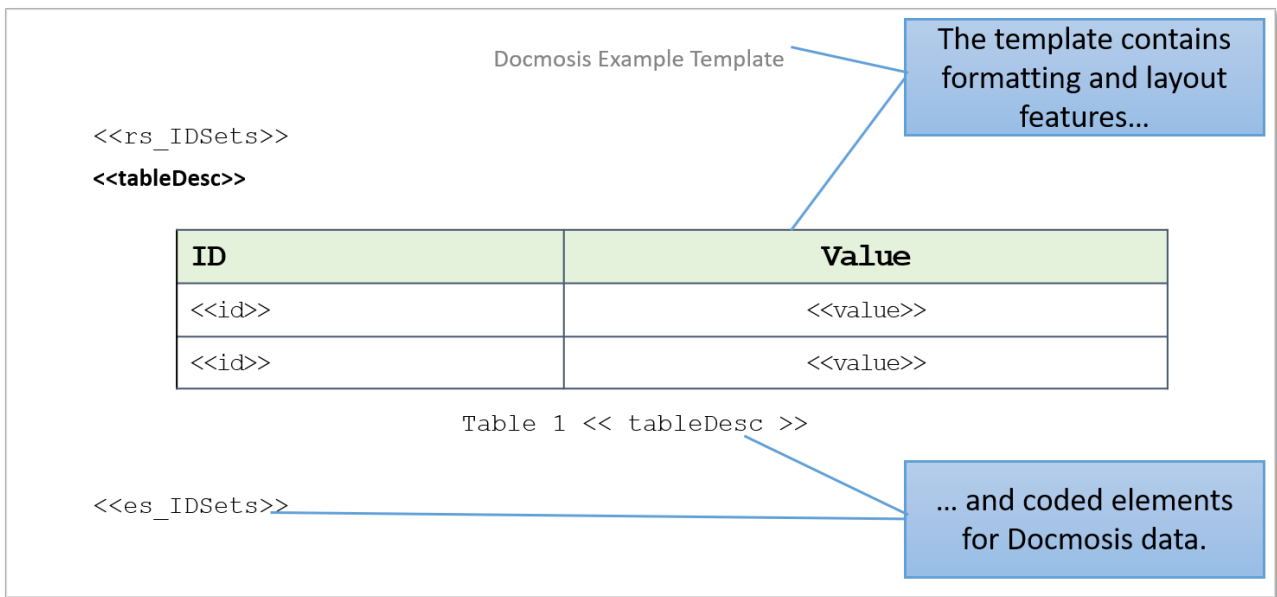 Docmosis Example Template
The template contains
formatting and layout
features…
<<rs_IDSets>>
<<tableDesc>>
ID Value
<<id>> <<value>>
<<id>> <<value>>
Table 1 << tableDesc >>
<<es_IDSets>>
… and coded elements
for Docmosis data.